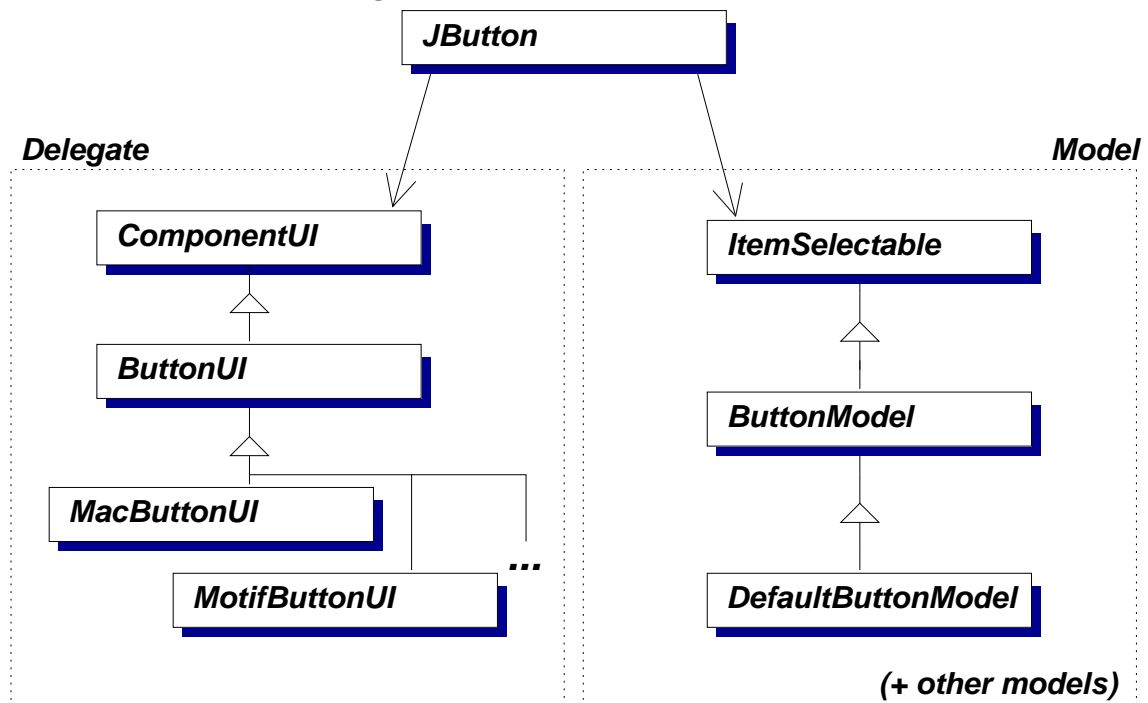 JButton
Delegate
Model
ComponentUI
ItemSelectable
ButtonUI
ButtonModel
MacButtonUI
...
MotifButtonUI
DefaultButtonModel
(+ other models)